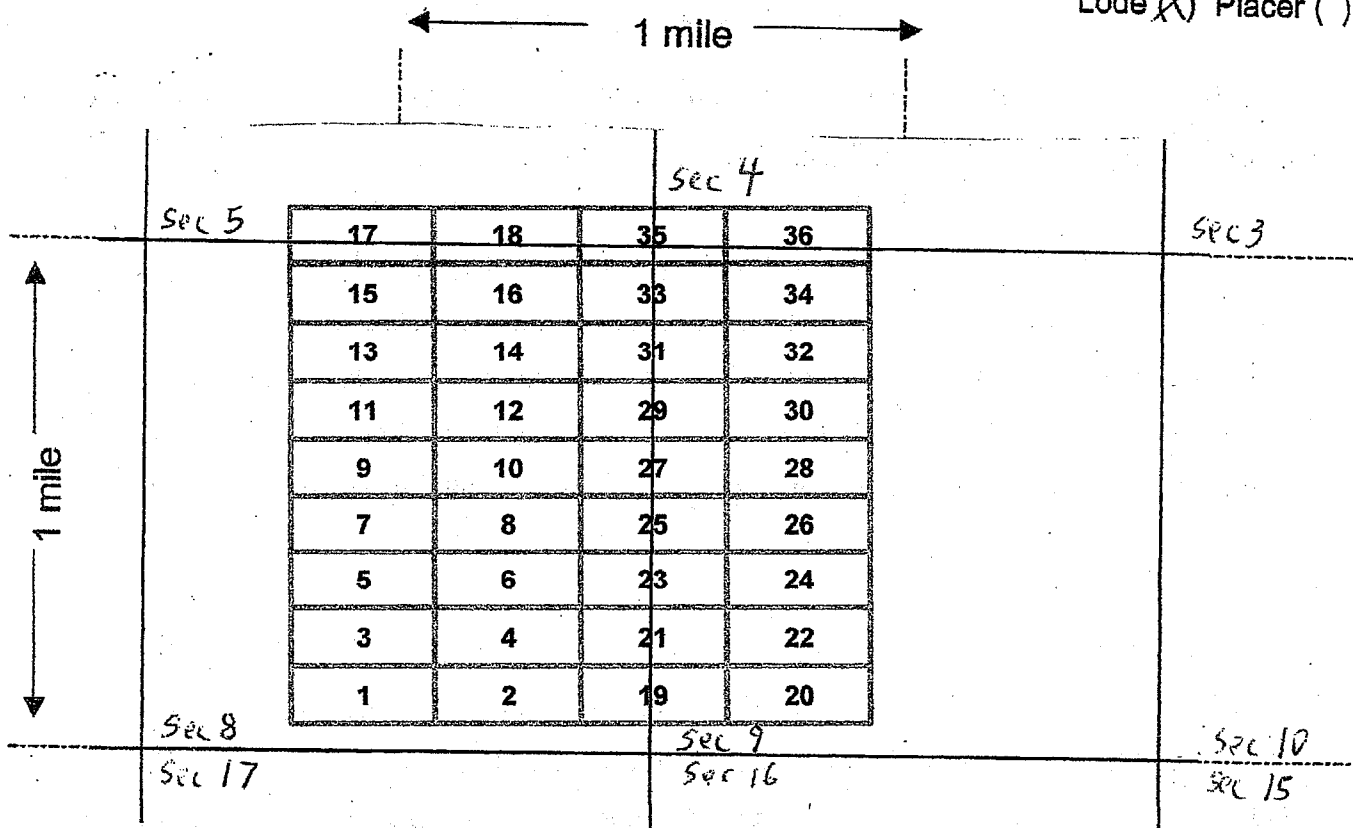 Lode (X) Placer ( )
1 mile
Sec 4
Sec 5
Sec 3
17 18 35 36
15 16 33 34
13 14 31 32
11 12 29 30
9 10 27 28
7 8 25 26
5 6 23 24
3 4 21 22
1 2 19 20
1 mile
Sec 8
Sec 9
Sec 10
Sec 17
Sec 16
Sec 15